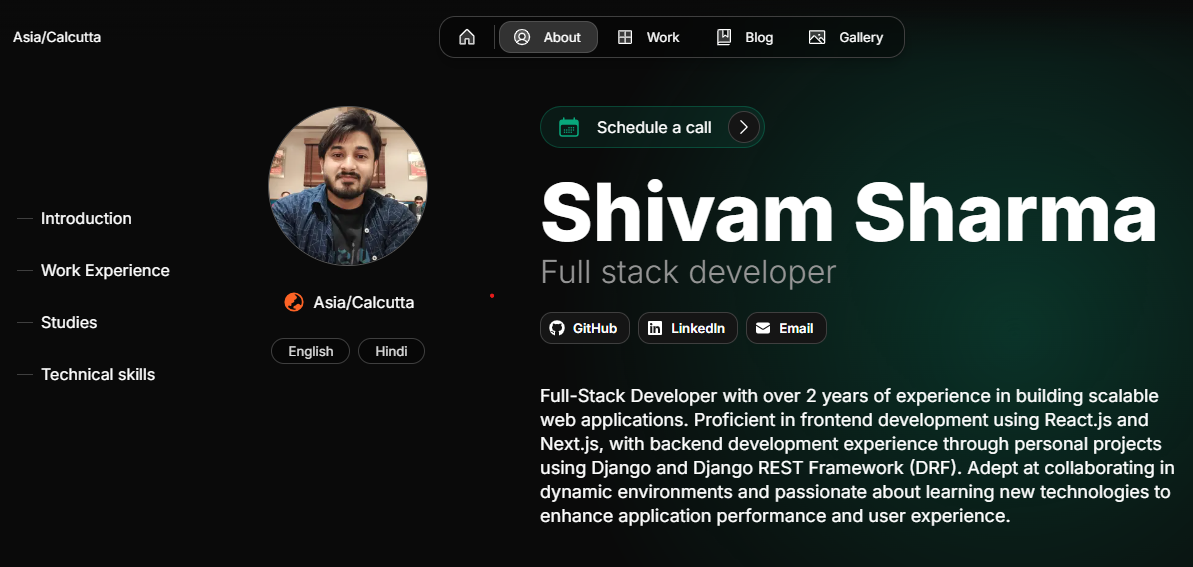 Asia/Calcutta
About
Work
Blog
Gallery
Introduction
Work Experience
Studies
Technical skills
Asia/Calcutta
English
Hindi
Schedule a call
Shivam Sharma
Full stack developer
GitHub
LinkedIn
Email
Full-Stack Developer with over 2 years of experience in building scalable
web applications. Proficient in frontend development using React.js and
Next.js, with backend development experience through personal projects
using Django and Django REST Framework (DRF). Adept at collaborating in
dynamic environments and passionate about learning new technologies to
enhance application performance and user experience.